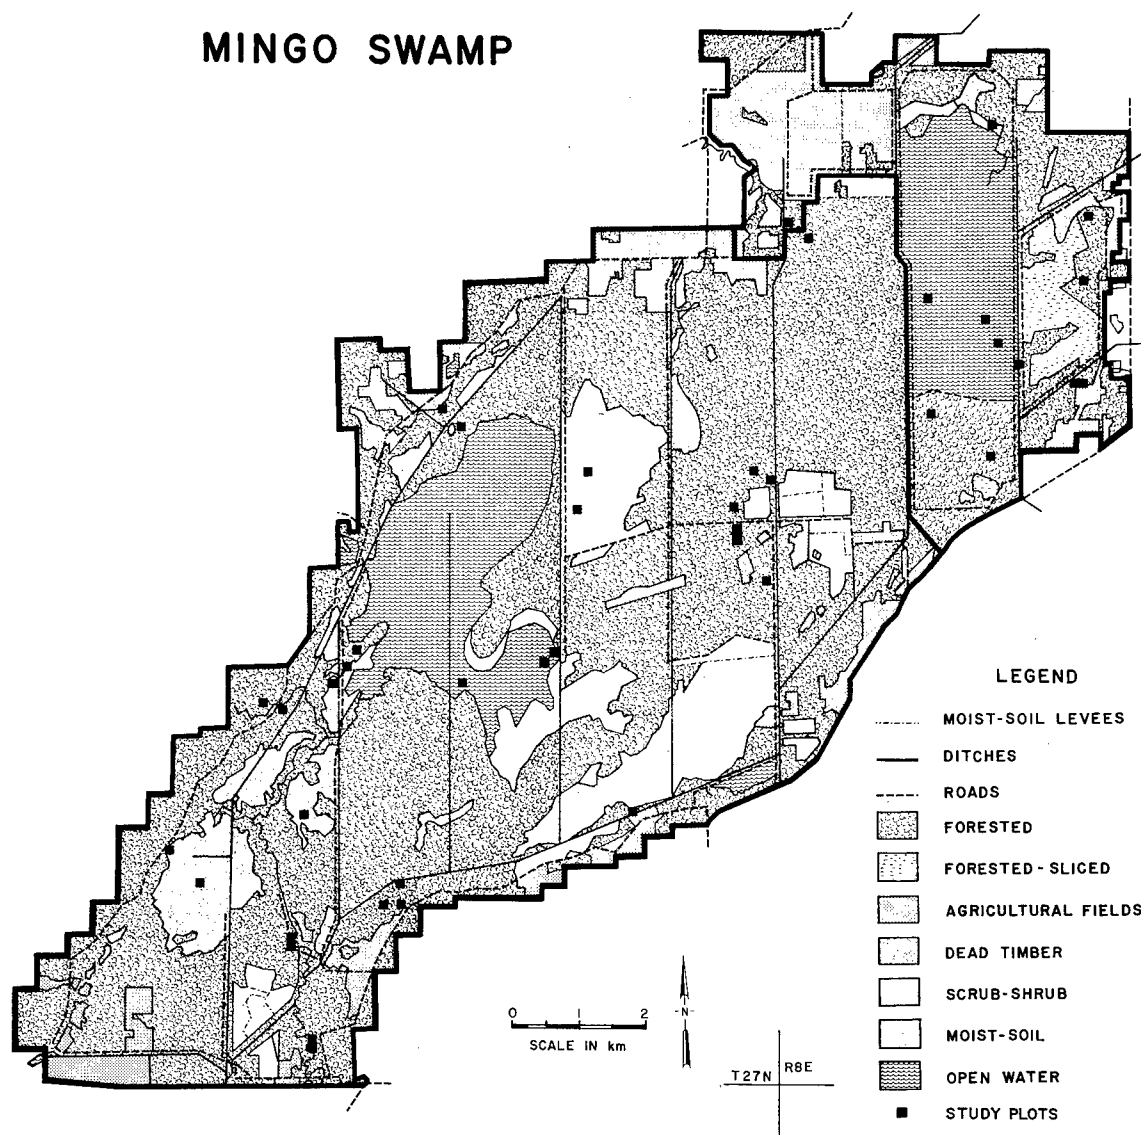 MINGO SWAMP
LEGEND
MOIST-SOIL LEVEES
DITCHES
ROADS
FORESTED
FORESTED-SLICED
AGRICULTURAL FIELDS
DEAD TIMBER
SCRUB-SHRUB
MOIST-SOIL
OPEN WATER
STUDY PLOTS
0 1 2
SCALE IN km
N
T27N R8E